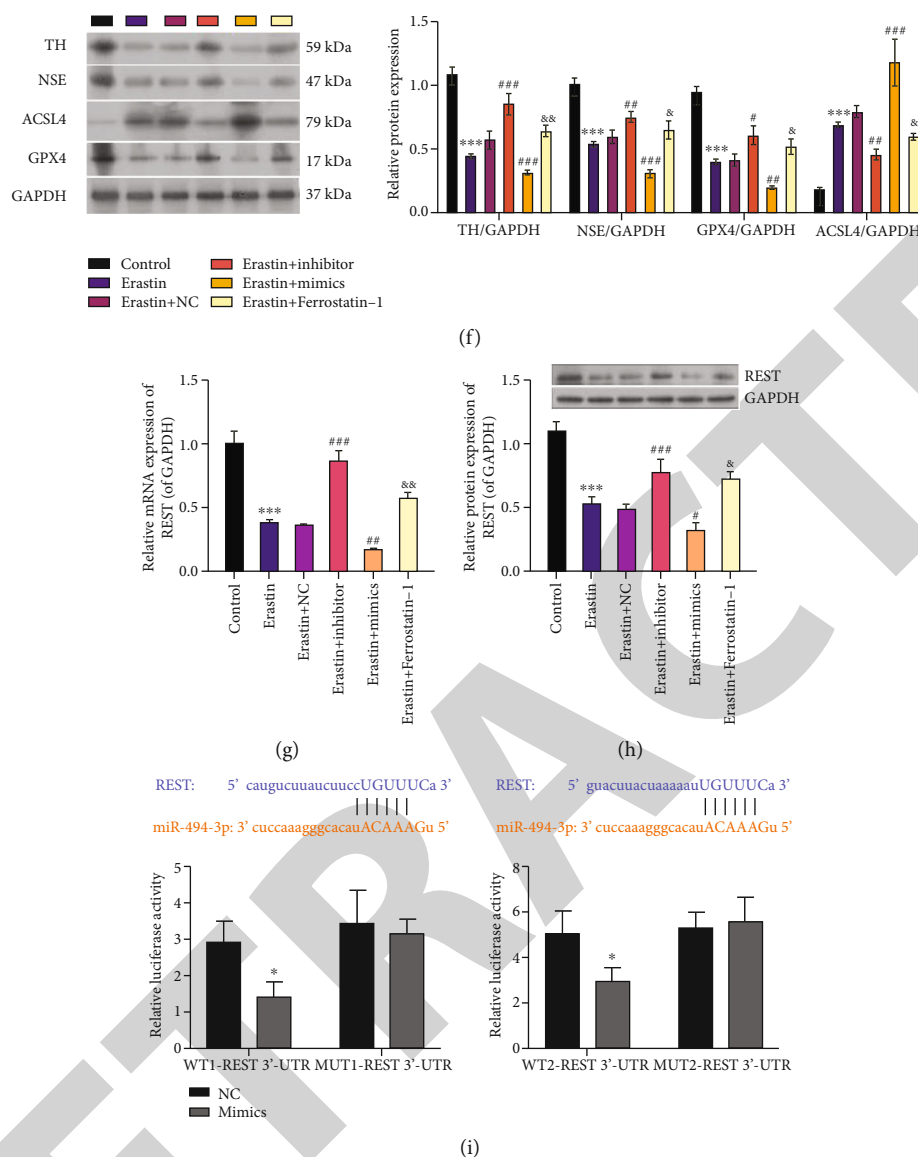 TH
59 kDa
NSE
47 kDa
ACSL4
79 kDa
GPX4
17 kDa
GAPDH
37 kDa
Relative protein expression
1.5
1.0
0.5
0.0
***
###
###
&&
***
##
###
&
***
#
##
&
***
##
###
&
TH/GAPDH
NSE/GAPDH
GPX4/GAPDH
ACSL4/GAPDH
Control
Erastin
Erastin+NC
Erastin+inhibitor
Erastin+mimics
Erastin+Ferrostatin–1
(f)
Relative mRNA expression of
REST (of GAPDH)
1.5
1.0
0.5
0.0
***
###
##
&&
Control
Erastin
Erastin+NC
Erastin+inhibitor
Erastin+mimics
Erastin+Ferrostatin–1
(g)
REST
GAPDH
Relative protein expression of
REST (of GAPDH)
1.5
1.0
0.5
0.0
***
###
#
&
Control
Erastin
Erastin+NC
Erastin+inhibitor
Erastin+mimics
Erastin+Ferrostatin–1
(h)
REST: 5’ caugucuuaucuuccUGUUUCa 3’
miR-494-3p: 3’ cuccaaagggcacauACAAAGu 5’
Relative luciferase activity
5
4
3
2
1
0
*
WT1-REST 3’-UTR
MUT1-REST 3’-UTR
NC
Mimics
REST: 5’ guacuuacuaaaaauUGUUUCa 3’
miR-494-3p: 3’ cuccaaagggcacauACAAAGu 5’
Relative luciferase activity
8
6
4
2
0
*
WT2-REST 3’-UTR
MUT2-REST 3’-UTR
(i)
ETRACTE